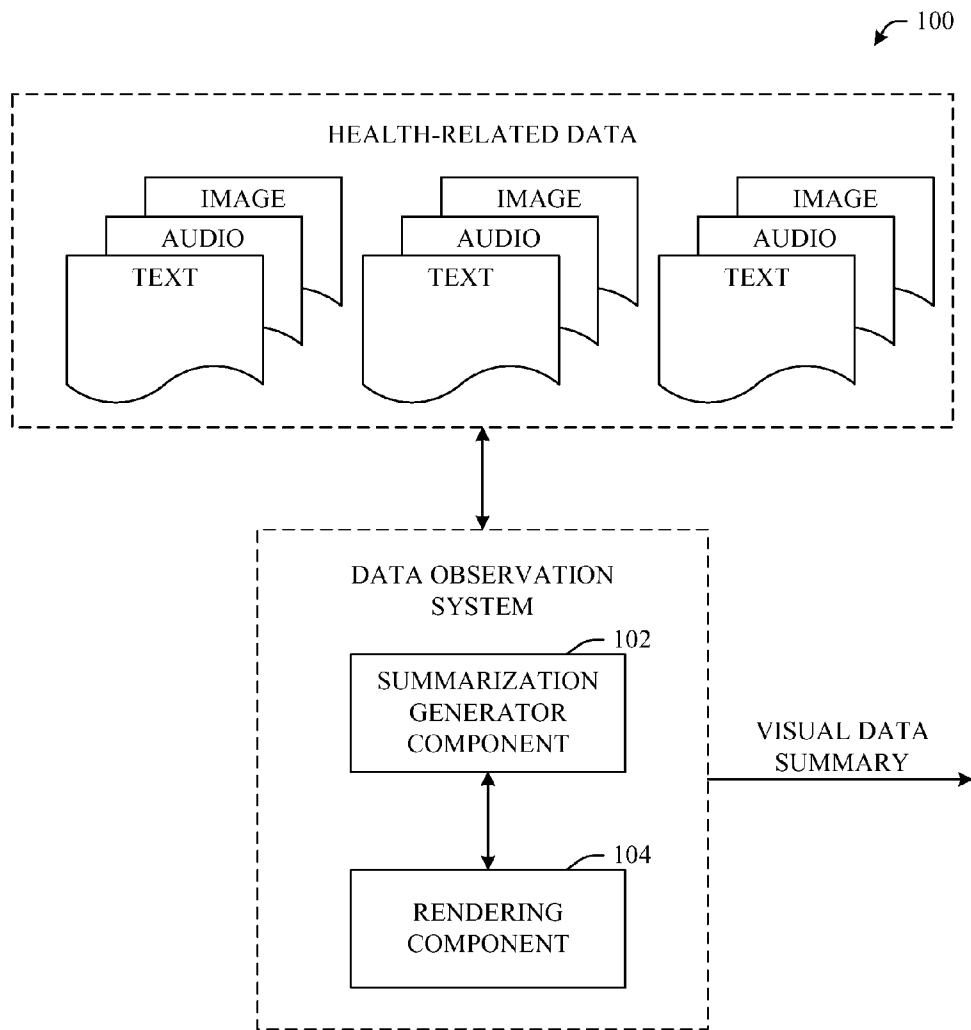 100
HEALTH-RELATED DATA
IMAGE
AUDIO
TEXT
IMAGE
AUDIO
TEXT
IMAGE
AUDIO
TEXT
DATA OBSERVATION
SYSTEM
102
SUMMARIZATION
GENERATOR
COMPONENT
VISUAL DATA
SUMMARY
104
RENDERING
COMPONENT